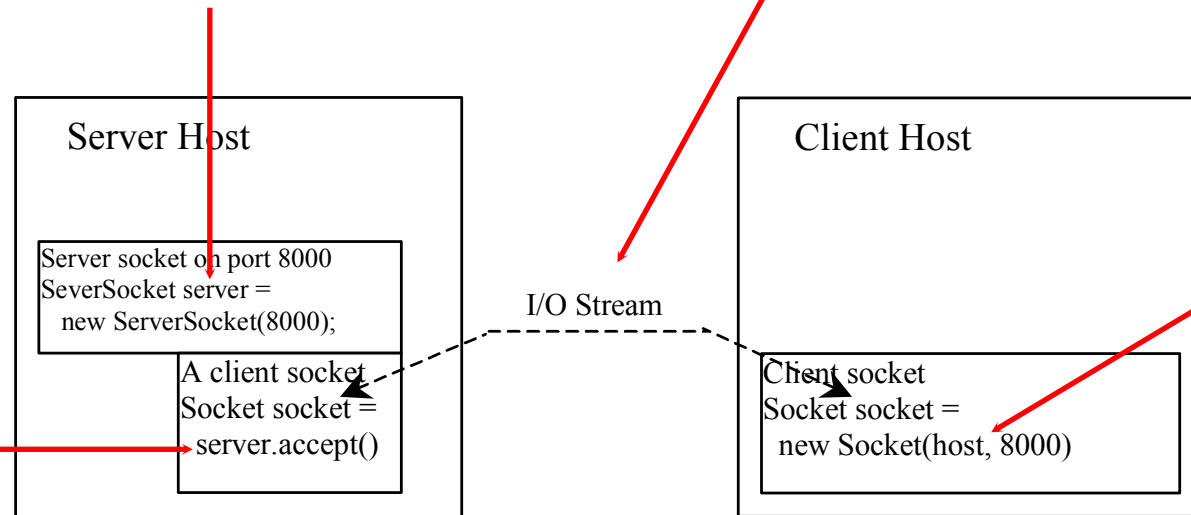 Server Host
Server socket on port 8000
SeverSocket server =
new ServerSocket(8000);
A client socket
Socket socket =
server.accept()
I/O Stream
Client Host
Client socket
Socket socket =
new Socket(host, 8000)